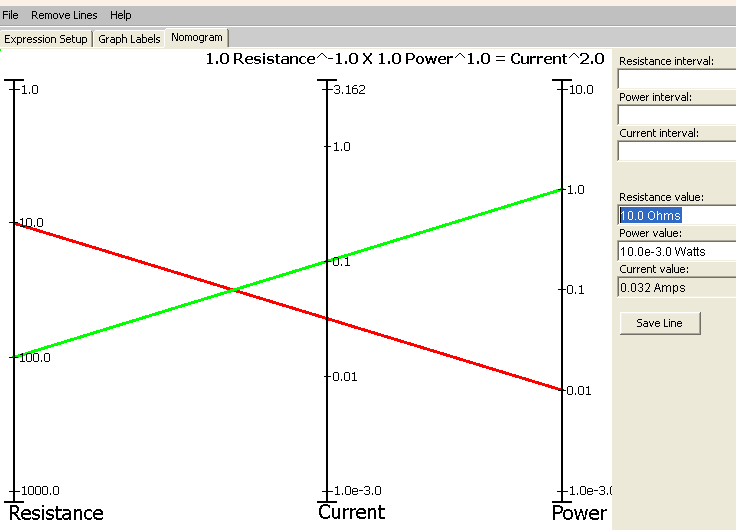 File Remove Lines Help
Expression Setup Graph Labels Nomogram
1.0 Resistance^-1.0 X 1.0 Power^1.0 = Current^2.0
1.0 3.162 10.0
1.0
10.0 1.0
0.1 0.1
100.0 0.01 0.01
1000.0 1.0e-3.0 1.0e-3.0
Resistance Current Power
Resistance interval:
Power interval:
Current interval:
Resistance value:
10.0 Ohms
Power value:
10.0e-3.0 Watts
Current value:
0.032 Amps
Save Line